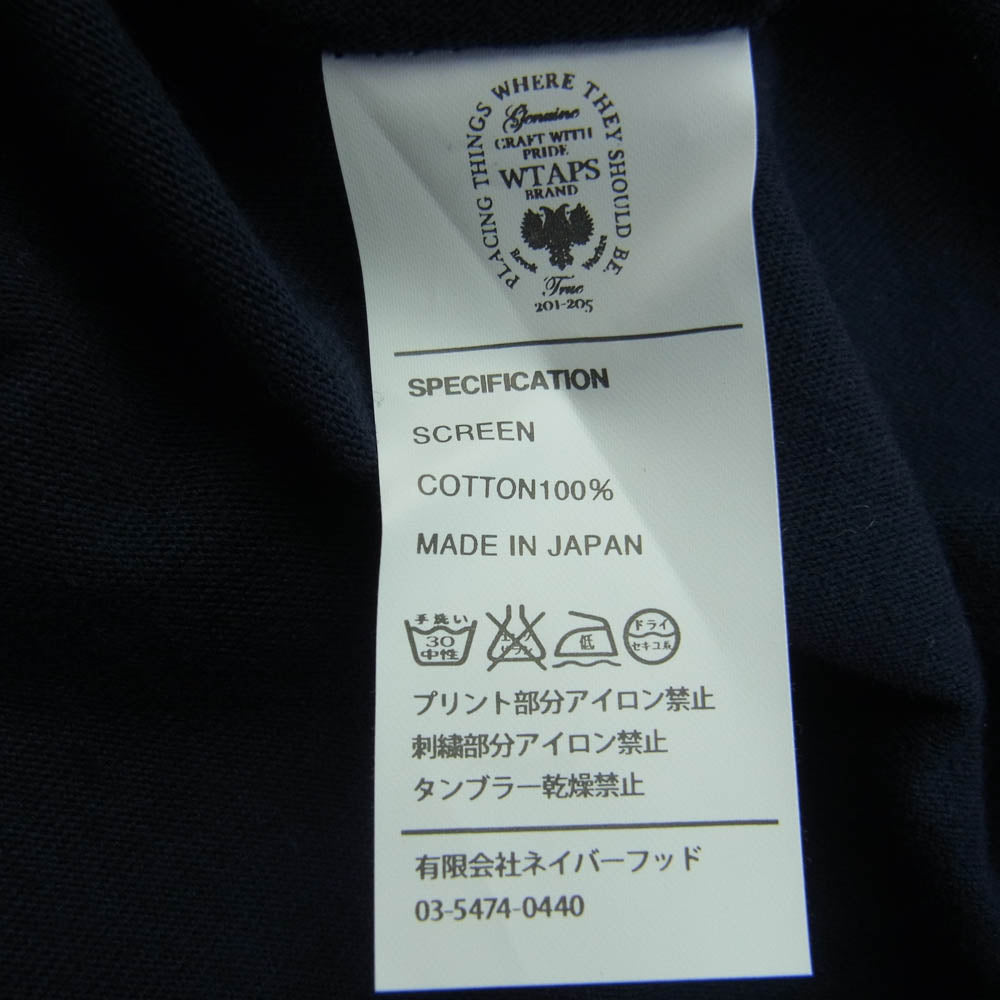 PLACING THINGS WHERE THEY SHOULD BE.
Genuine
CRAFT WITH
PRIDE
WTAPS
BRAND
True
201-205
SPECIFICATION
SCREEN
COTTON100%
MADE IN JAPAN
手洗い
30
中性
低
ドライ
セキユ系
プリント部分アイロン禁止
刺繍部分アイロン禁止
タンブラー乾燥禁止
有限会社ネイバーフッド
03-5474-0440